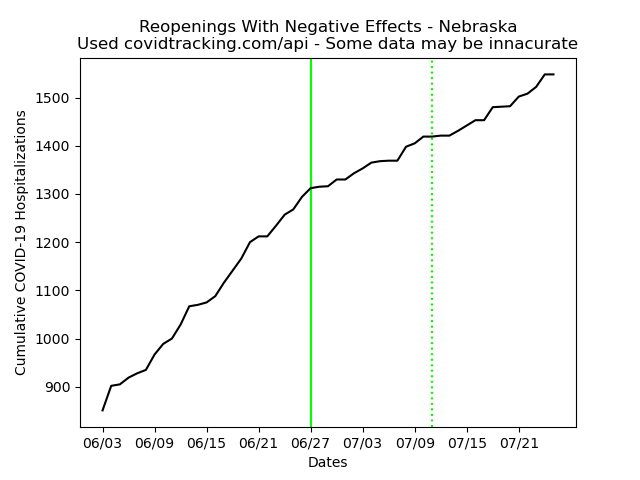 Reopenings With Negative Effects - Nebraska
Used covidtracking.com/api - Some data may be innacurate
Cumulative COVID-19 Hospitalizations
1500
1400
1300
1200
1100
1000
900
06/03 06/09 06/15 06/21 06/27 07/03 07/09 07/15 07/21
Dates